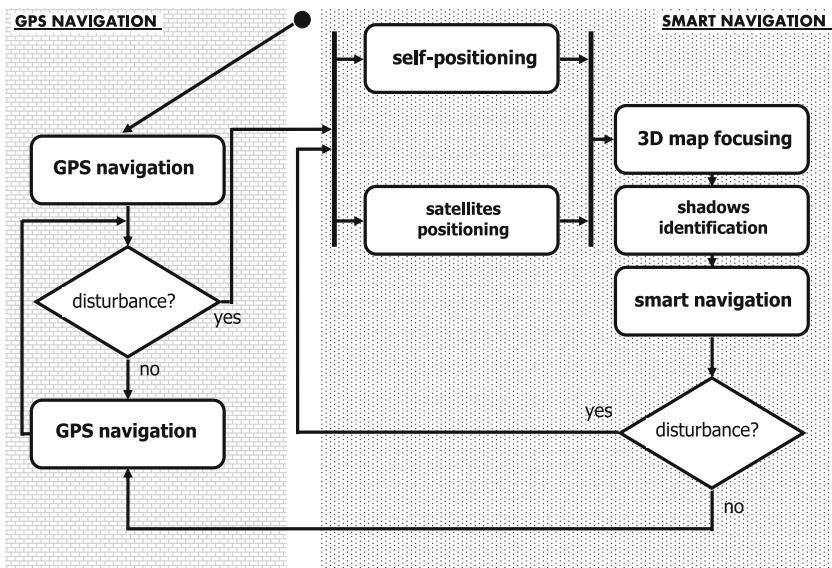 GPS NAVIGATION
SMART NAVIGATION
self-positioning
3D map focusing
GPS navigation
satellites
positioning
shadows
identification
smart navigation
disturbance?
yes
no
GPS navigation
yes
disturbance?
no